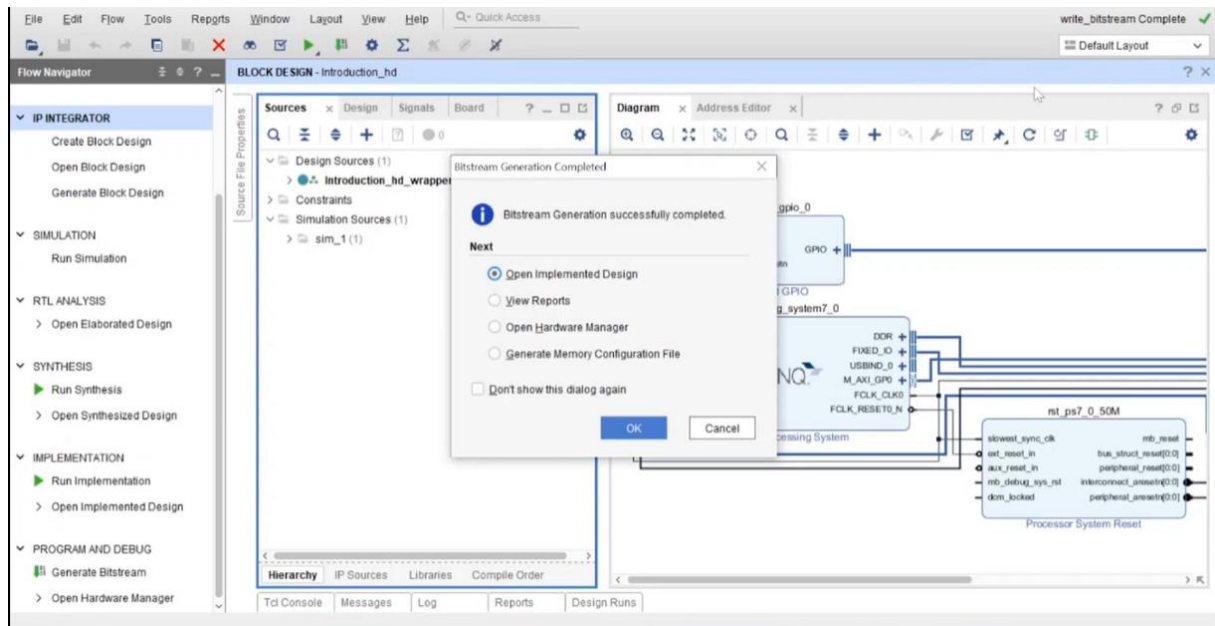 File Edit Flow Tools Reports Window Layout View Help Q- Quick Access write_bitstream Complete
Default Layout
Flow Navigator
IP INTEGRATOR
Create Block Design
Open Block Design
Generate Block Design
SIMULATION
Run Simulation
RTL ANALYSIS
Open Elaborated Design
SYNTHESIS
Run Synthesis
Open Synthesized Design
IMPLEMENTATION
Run Implementation
Open Implemented Design
PROGRAM AND DEBUG
Generate Bitstream
Open Hardware Manager
BLOCK DESIGN - Introduction_hd
Source File Properties
Sources Design Signals Board
0
Design Sources (1)
Introduction_hd_wrapper
Constraints
Simulation Sources (1)
sim_1 (1)
Hierarchy IP Sources Libraries Compile Order
Bitstream Generation Completed
Bitstream Generation successfully completed.
Next
Open Implemented Design
View Reports
Open Hardware Manager
Generate Memory Configuration File
Don't show this dialog again
OK Cancel
Diagram Address Editor
gpio_0
GPIO
GPIO
g_system7_0
DDR
FIXED_IO
USBIND_0
M_AXI_GP0
FCLK_CLK0
FCLK_RESET0_N
NQ
cessing System
rst_ps7_0_50M
slowest_sync_clk mb_reset
ext_reset_in bus_struct_reset[0:0]
aux_reset_in peripheral_reset[0:0]
mb_debug_sys_rst interconnect_aresetn[0:0]
dcm_locked peripheral_aresetn[0:0]
Processor System Reset
Tcl Console Messages Log Reports Design Runs